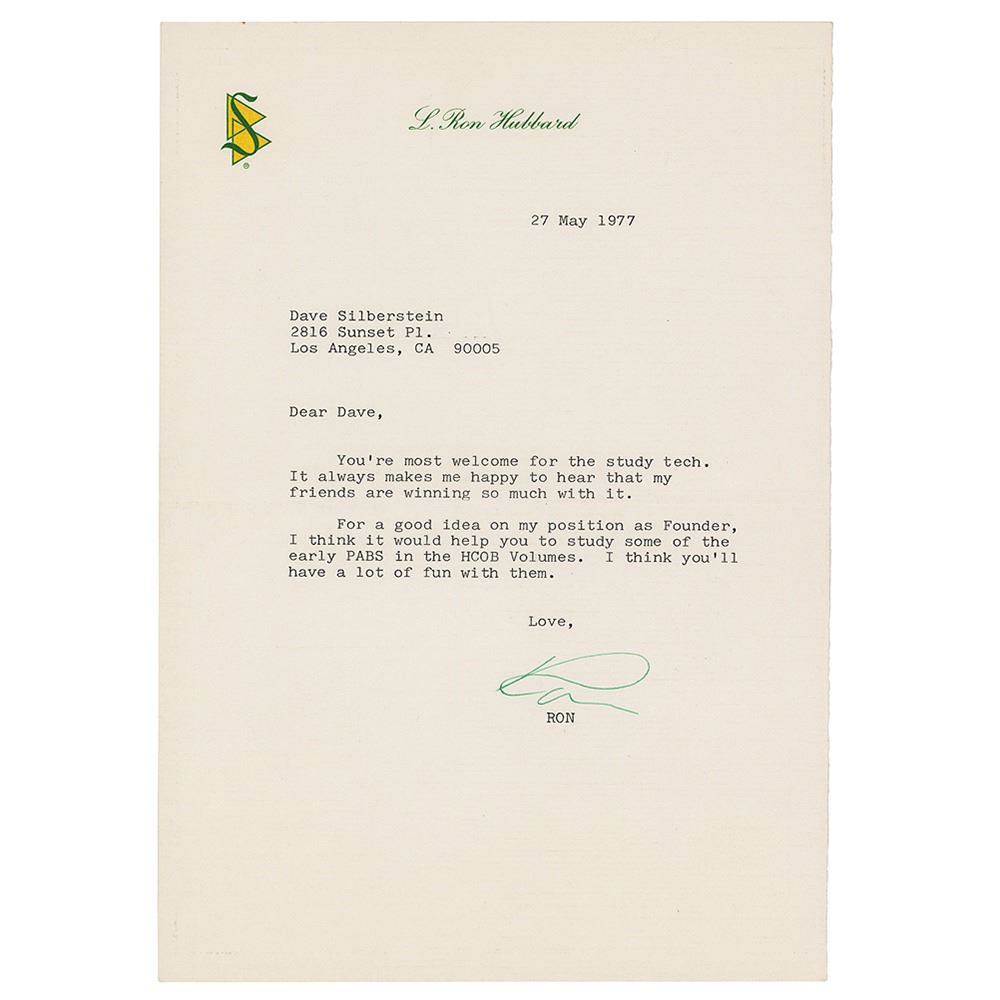 S
®
L. Ron Hubbard
27 May 1977
Dave Silberstein
2816 Sunset Pl.
Los Angeles, CA  90005
Dear Dave,
You're most welcome for the study tech.
It always makes me happy to hear that my
friends are winning so much with it.
For a good idea on my position as Founder,
I think it would help you to study some of the
early PABS in the HCOB Volumes.  I think you'll
have a lot of fun with them.
Love,
Ron
RON